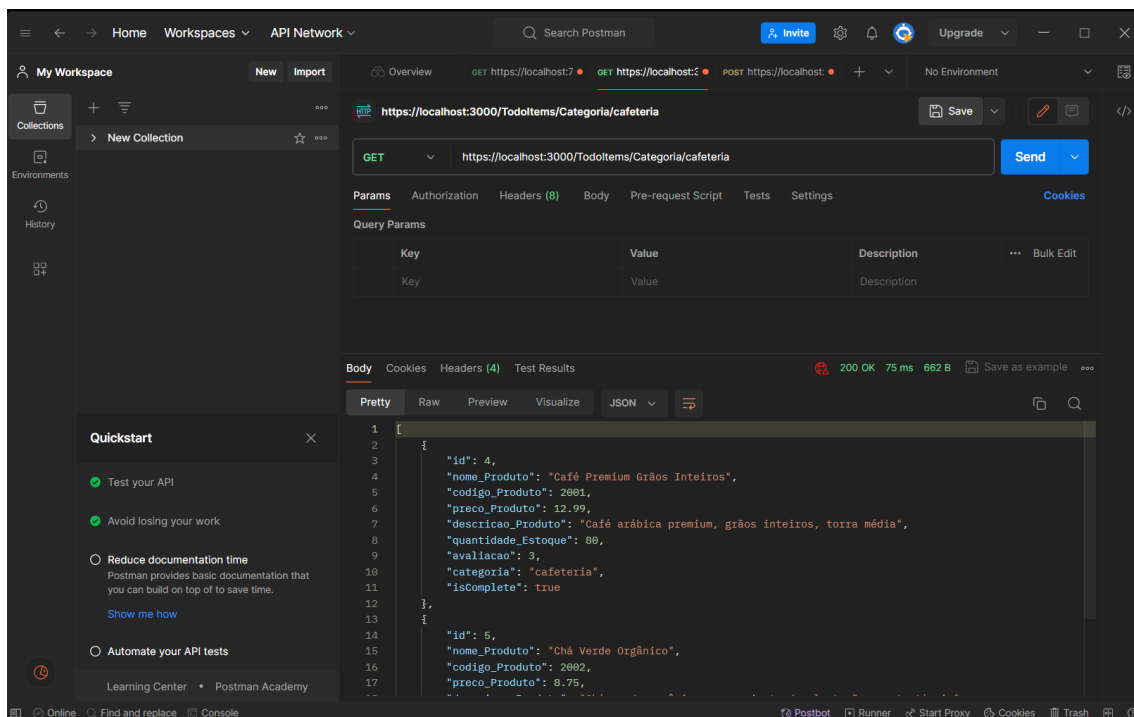 Home Workspaces API Network Search Postman Invite Upgrade
My Workspace New Import Overview GET https://localhost:7 GET https://localhost:3 POST https://localhost: No Environment
Collections
Environments
History
New Collection
HTTP https://localhost:3000/TodoItems/Categoria/cafeteria Save
GET https://localhost:3000/TodoItems/Categoria/cafeteria Send
Params Authorization Headers (8) Body Pre-request Script Tests Settings Cookies
Query Params
Key Value Description Bulk Edit
Key Value Description
Body Cookies Headers (4) Test Results 200 OK 75 ms 662 B Save as example
Pretty Raw Preview Visualize JSON
1 [
2 {
3 "id": 4,
4 "nome_Produto": "Café Premium Grãos Inteiros",
5 "codigo_Produto": 2001,
6 "preco_Produto": 12.99,
7 "descricao_Produto": "Café arábica premium, grãos inteiros, torra média",
8 "quantidade_Estoque": 80,
9 "avaliacao": 3,
10 "categoria": "cafeteria",
11 "isComplete": true
12 },
13 {
14 "id": 5,
15 "nome_Produto": "Chá Verde Orgânico",
16 "codigo_Produto": 2002,
17 "preco_Produto": 8.75,
Quickstart
Test your API
Avoid losing your work
Reduce documentation time
Postman provides basic documentation that
you can build on top of to save time.
Show me how
Automate your API tests
Learning Center • Postman Academy
Online Find and replace Console Postbot Runner Start Proxy Cookies Trash